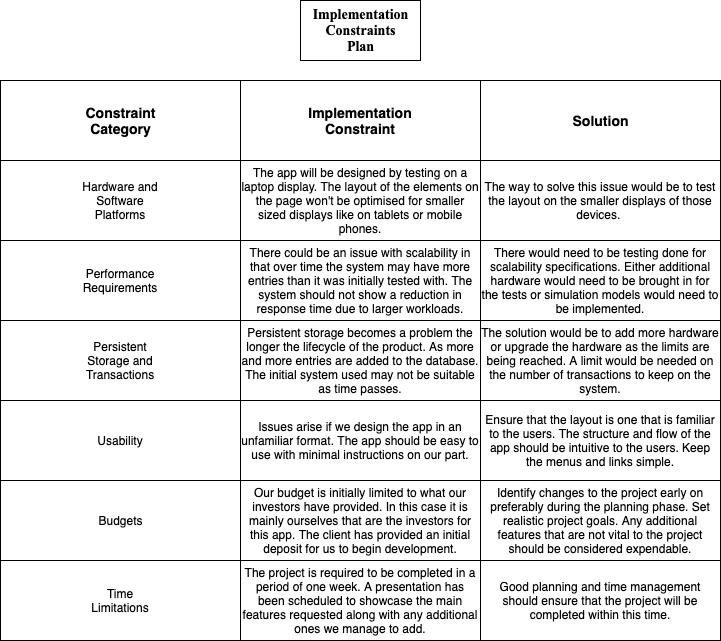 Implementation
Constraints
Plan
Constraint
Category
Implementation
Constraint
Solution
Hardware and
Software
Platforms
The app will be designed by testing on a
laptop display. The layout of the elements on
the page won't be optimised for smaller
sized displays like on tablets or mobile
phones.
The way to solve this issue would be to test
the layout on the smaller displays of those
devices.
Performance
Requirements
There could be an issue with scalability in
that over time the system may have more
entries than it was initially tested with. The
system should not show a reduction in
response time due to larger workloads.
There would need to be testing done for
scalability specifications. Either additional
hardware would need to be brought in for
the tests or simulation models would need to
be implemented.
Persistent
Storage and
Transactions
Persistent storage becomes a problem the
longer the lifecycle of the product. As more
and more entries are added to the database.
The initial system used may not be suitable
as time passes.
The solution would be to add more hardware
or upgrade the hardware as the limits are
being reached. A limit would be needed on
the number of transactions to keep on the
system.
Usability
Issues arise if we design the app in an
unfamiliar format. The app should be easy to
use with minimal instructions on our part.
Ensure that the layout is one that is familiar
to the users. The structure and flow of the
app should be intuitive to the users. Keep
the menus and links simple.
Budgets
Our budget is initially limited to what our
investors have provided. In this case it is
mainly ourselves that are the investors for
this app. The client has provided an initial
deposit for us to begin development.
Identify changes to the project early on
preferably during the planning phase. Set
realistic project goals. Any additional
features that are not vital to the project
should be considered expendable.
Time
Limitations
The project is required to be completed in a
period of one week. A presentation has
been scheduled to showcase the main
features requested along with any additional
ones we manage to add.
Good planning and time management
should ensure that the project will be
completed within this time.